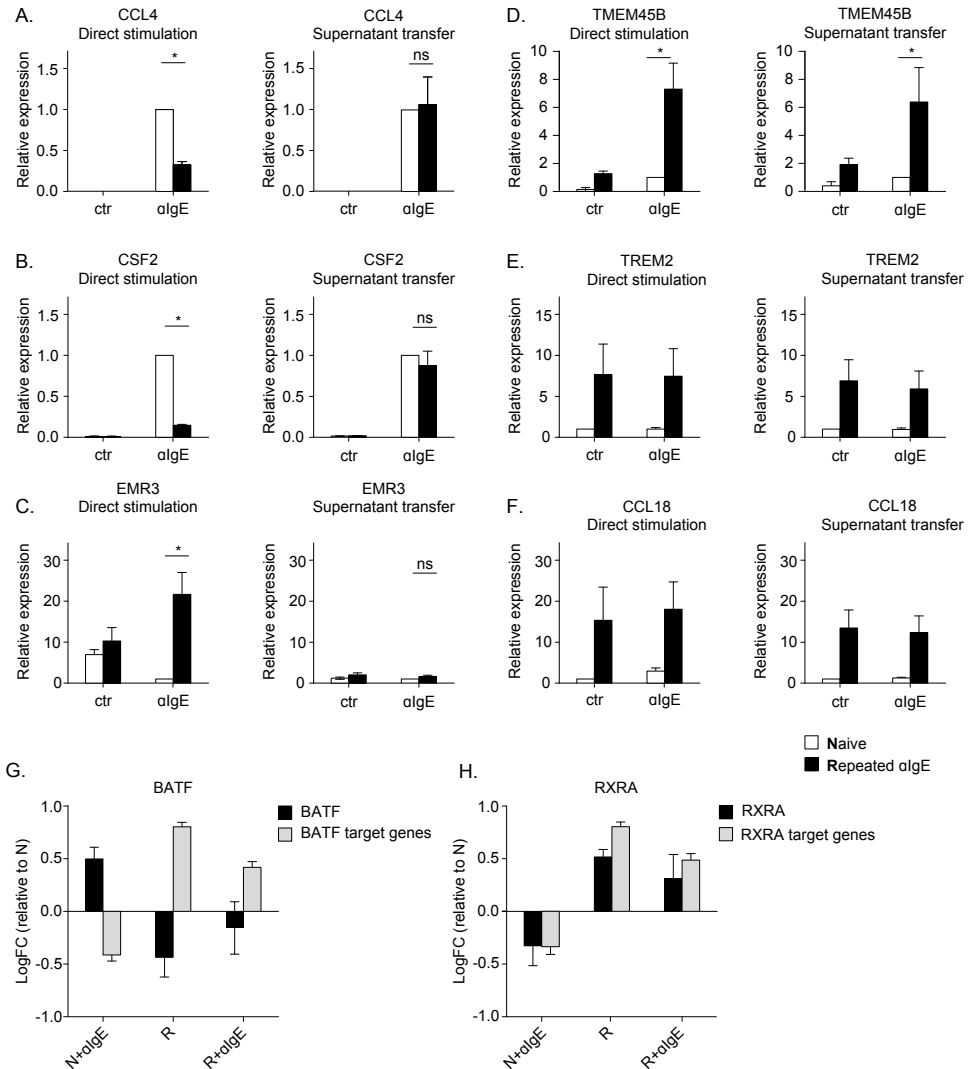 A.
CCL4
Direct stimulation
Relative expression
1.5
1.0
0.5
0.0
*
ctr
αIgE
CCL4
Supernatant transfer
Relative expression
1.5
1.0
0.5
0.0
ns
ctr
αIgE
D.
TMEM45B
Direct stimulation
Relative expression
10
8
6
4
2
0
*
ctr
αIgE
TMEM45B
Supernatant transfer
Relative expression
10
8
6
4
2
0
*
ctr
αIgE
B.
CSF2
Direct stimulation
Relative expression
1.5
1.0
0.5
0.0
*
ctr
αIgE
CSF2
Supernatant transfer
Relative expression
1.5
1.0
0.5
0.0
ns
ctr
αIgE
E.
TREM2
Direct stimulation
Relative expression
15
10
5
0
ctr
αIgE
TREM2
Supernatant transfer
Relative expression
15
10
5
0
ctr
αIgE
C.
EMR3
Direct stimulation
Relative expression
30
20
10
0
*
ctr
αIgE
EMR3
Supernatant transfer
Relative expression
30
20
10
0
ns
ctr
αIgE
F.
CCL18
Direct stimulation
Relative expression
30
20
10
0
ctr
αIgE
CCL18
Supernatant transfer
Relative expression
30
20
10
0
ctr
αIgE
Naive
Repeated αIgE
G.
BATF
LogFC (relative to N)
1.0
0.5
0.0
-0.5
-1.0
N+αIgE
R
R+αIgE
BATF
BATF target genes
H.
RXRA
LogFC (relative to N)
1.0
0.5
0.0
-0.5
-1.0
N+αIgE
R
R+αIgE
RXRA
RXRA target genes